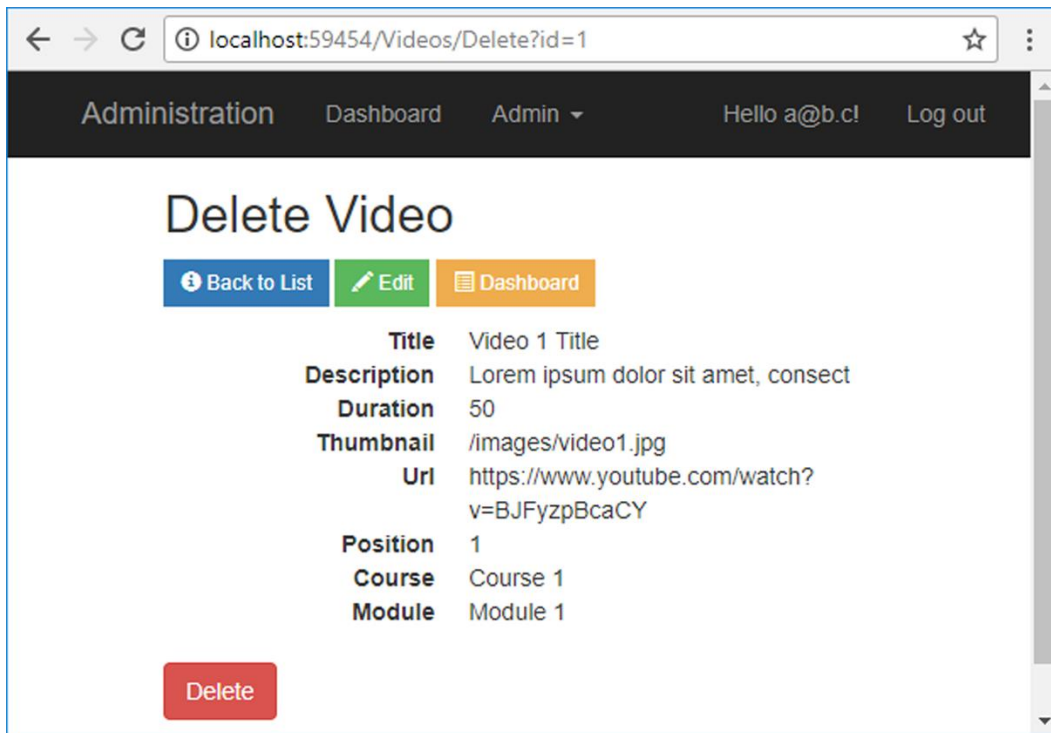 localhost:59454/Videos/Delete?id=1
Administration Dashboard Admin Hello a@b.c! Log out
Delete Video
Back to List Edit Dashboard
Title Video 1 Title
Description Lorem ipsum dolor sit amet, consect
Duration 50
Thumbnail /images/video1.jpg
Url https://www.youtube.com/watch?
v=BJFyzpBcaCY
Position 1
Course Course 1
Module Module 1
Delete